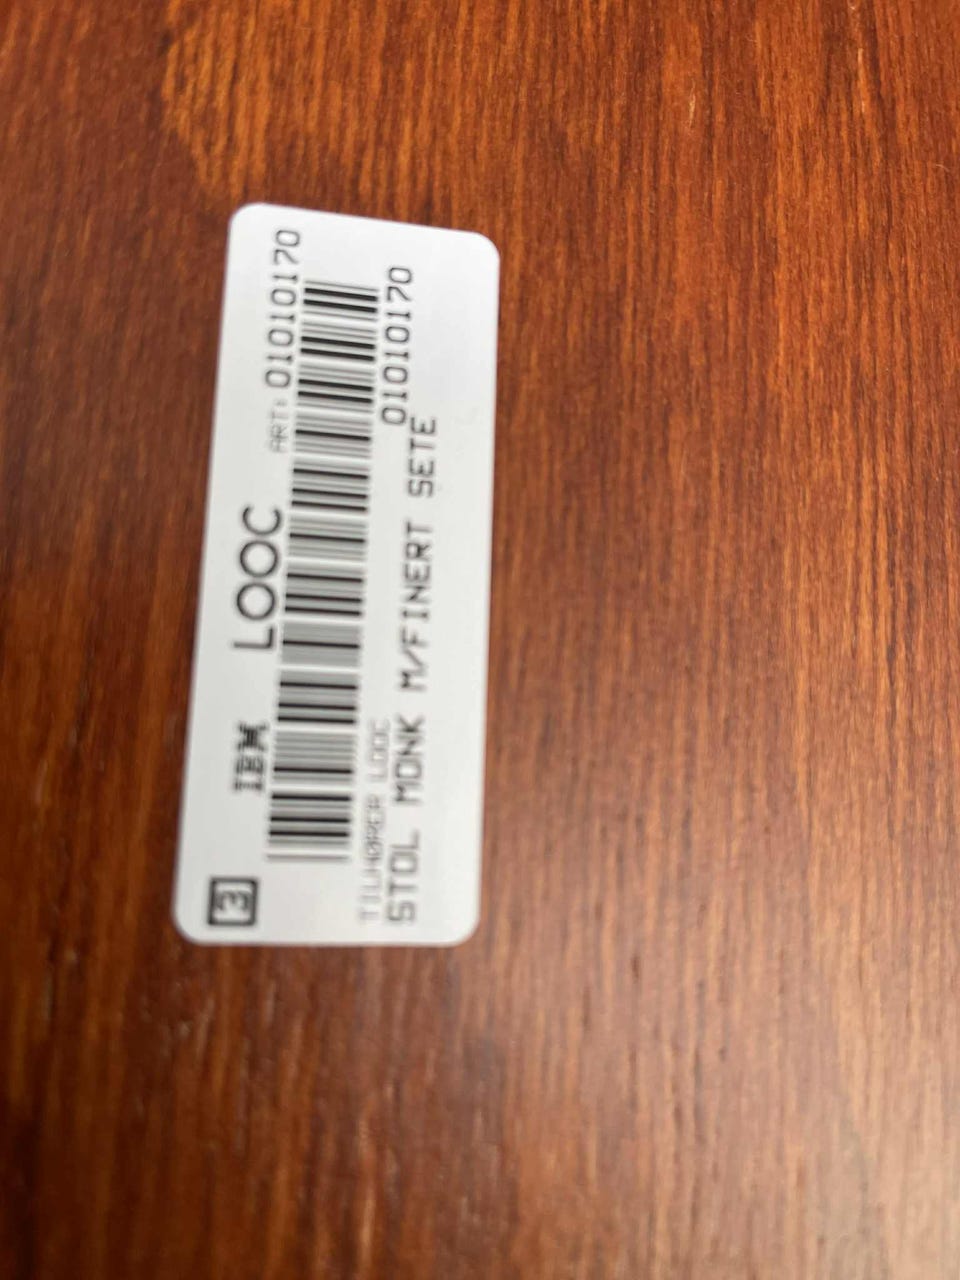 3 IBM LOOC ART: 01010170
TILHØRER LOOC 01010170
STOL MONK M/FINERT SETE